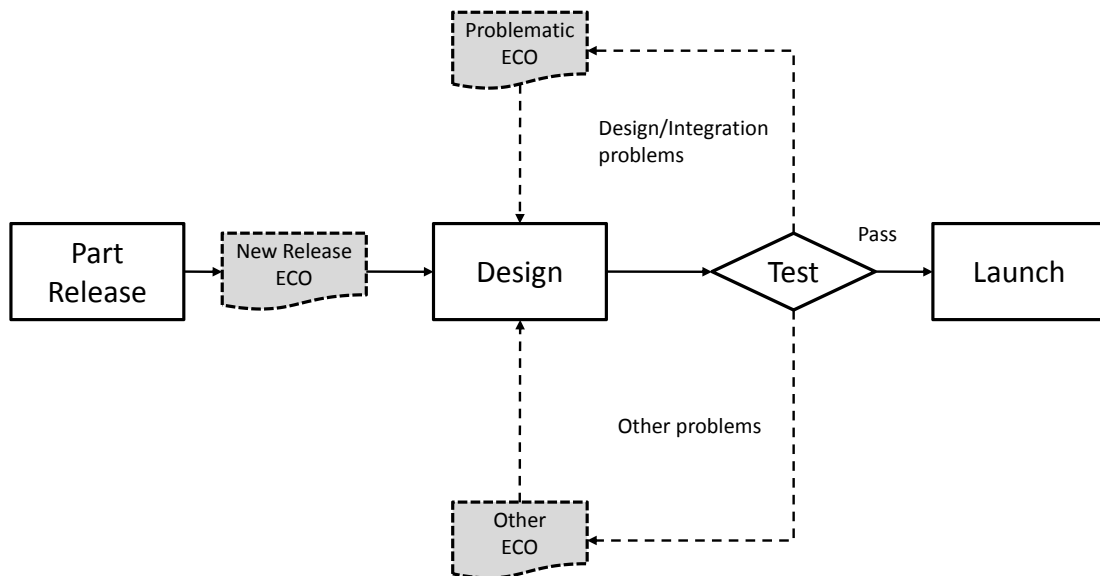 Problematic
ECO
Design/Integration
problems
Part
Release
New Release
ECO
Design
Test
Pass
Launch
Other problems
Other
ECO